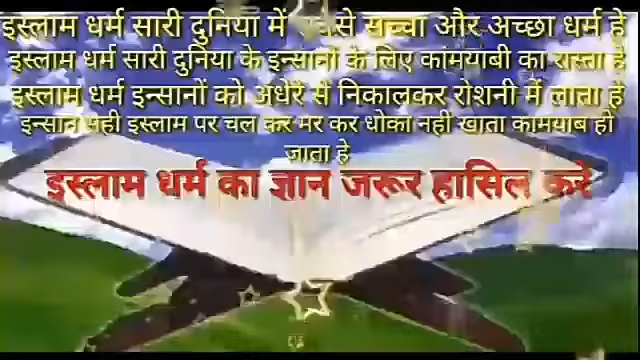 इस्लाम धर्म सारी दुनिया में सबसे सच्चा और अच्छा धर्म हे
इस्लाम धर्म सारी दुनिया के इन्सानों के लिए कामयाबी का रास्ता हे
इस्लाम धर्म इन्सानों को अंधेरे से निकालकर रोशनी में लाता हे
इन्सान सही इस्लाम पर चल कर मर कर धोका नही खाता कामयाब हो
जाता हे
इस्लाम धर्म का ज्ञान जरूर हासिल करे